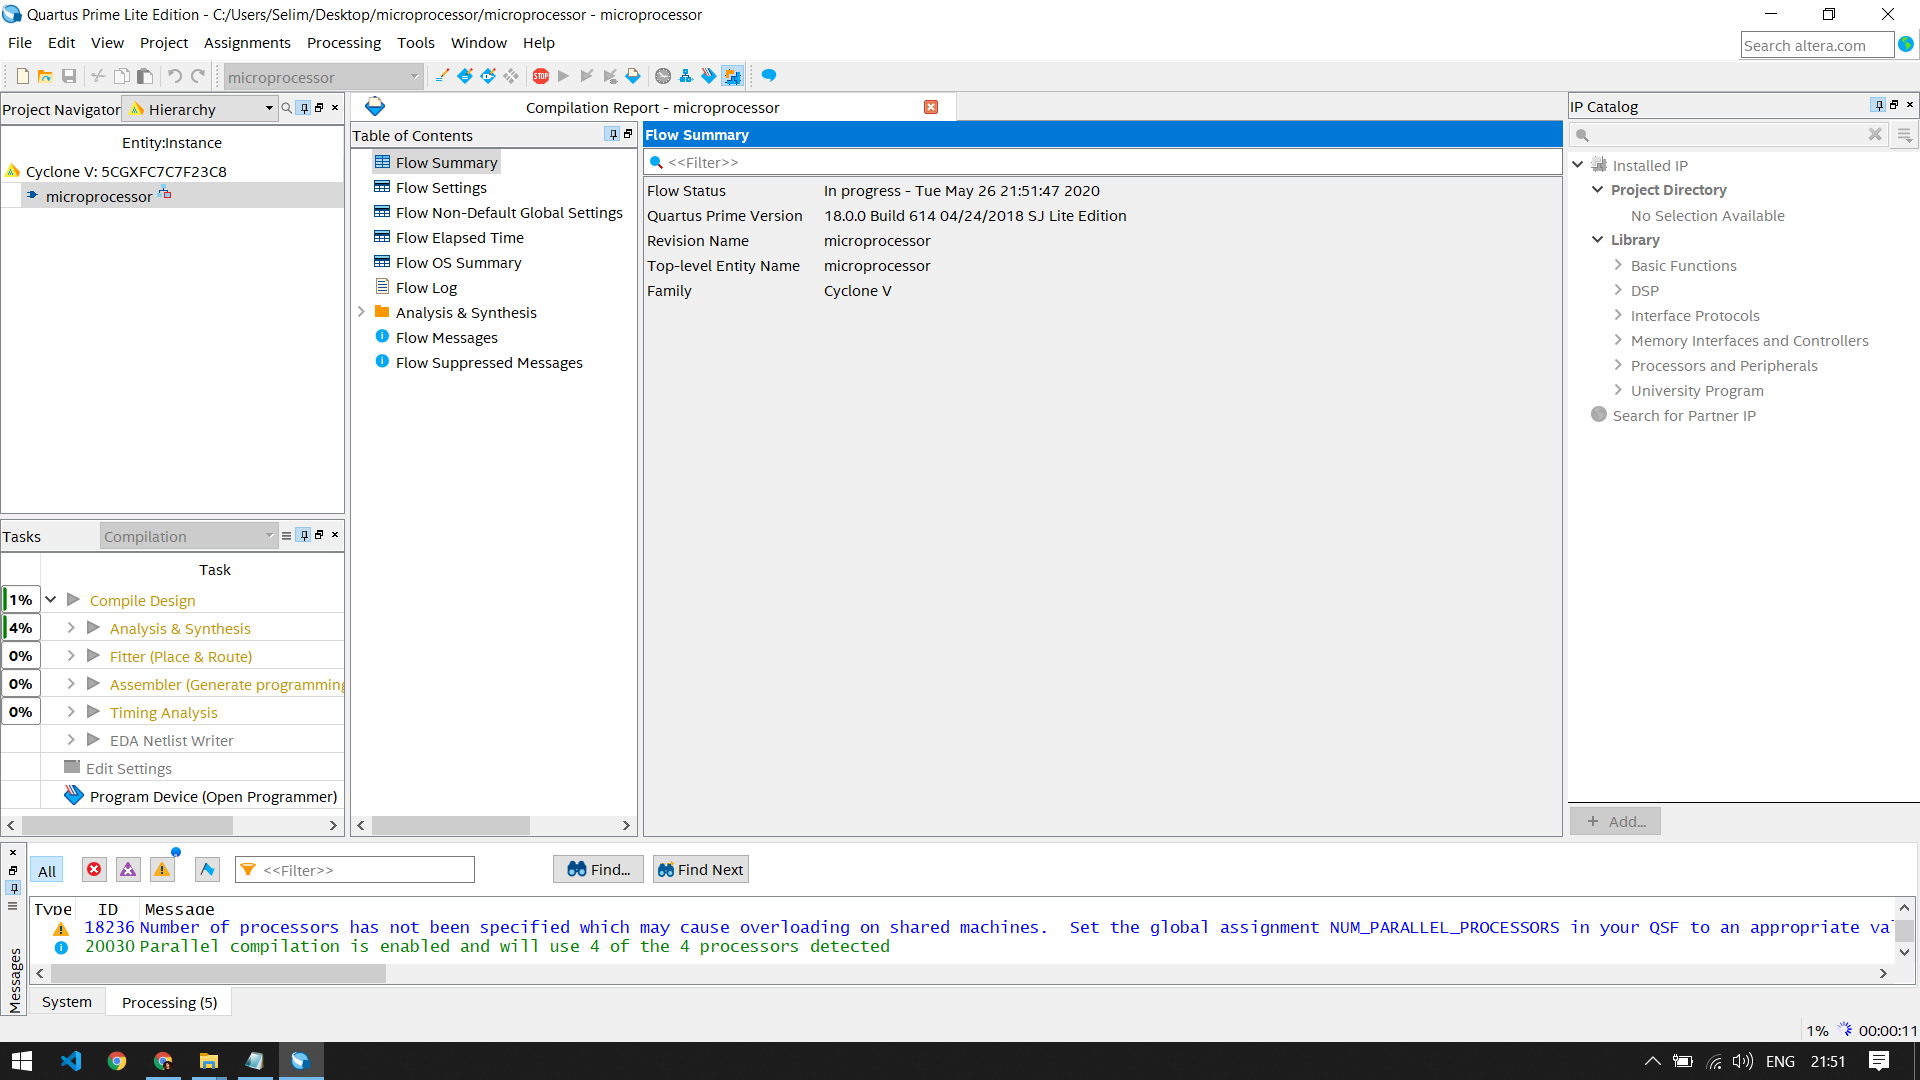 Quartus Prime Lite Edition - C:/Users/Selim/Desktop/microprocessor/microprocessor - microprocessor
File Edit View Project Assignments Processing Tools Window Help
Search altera.com
microprocessor
Project Navigator Hierarchy
Entity:Instance
Cyclone V: 5CGXFC7C7F23C8
microprocessor
Tasks Compilation
Task
1% Compile Design
4% Analysis & Synthesis
0% Fitter (Place & Route)
0% Assembler (Generate programming
0% Timing Analysis
EDA Netlist Writer
Edit Settings
Program Device (Open Programmer)
Compilation Report - microprocessor
Table of Contents
Flow Summary
Flow Settings
Flow Non-Default Global Settings
Flow Elapsed Time
Flow OS Summary
Flow Log
Analysis & Synthesis
Flow Messages
Flow Suppressed Messages
Flow Summary
<<Filter>>
Flow Status In progress - Tue May 26 21:51:47 2020
Quartus Prime Version 18.0.0 Build 614 04/24/2018 SJ Lite Edition
Revision Name microprocessor
Top-level Entity Name microprocessor
Family Cyclone V
IP Catalog
Installed IP
Project Directory
No Selection Available
Library
Basic Functions
DSP
Interface Protocols
Memory Interfaces and Controllers
Processors and Peripherals
University Program
Search for Partner IP
+ Add...
All <<Filter>> Find... Find Next
Type ID Message
18236 Number of processors has not been specified which may cause overloading on shared machines. Set the global assignment NUM_PARALLEL_PROCESSORS in your QSF to an appropriate va
20030 Parallel compilation is enabled and will use 4 of the 4 processors detected
Messages
System Processing (5)
1% 00:00:11
ENG 21:51